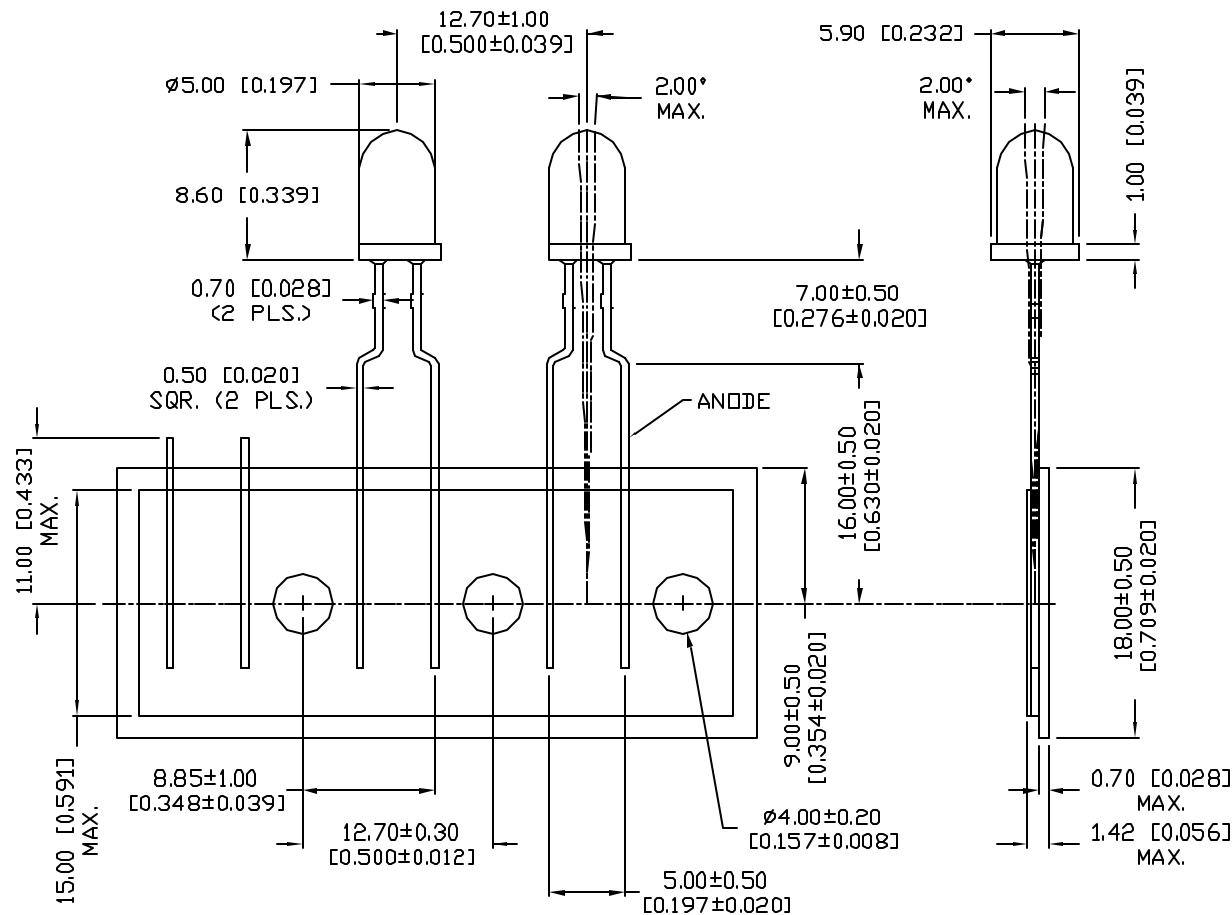 12.70±1.00
[0.500±0.039]
5.90 [0.232]
ø5.00 [0.197]
2.00°
MAX.
2.00°
MAX.
1.00 [0.039]
8.60 [0.339]
0.70 [0.028]
(2 PLS.)
7.00±0.50
[0.276±0.020]
0.50 [0.020]
SQR. (2 PLS.)
ANODE
16.00±0.50
[0.630±0.020]
11.00 [0.433]
MAX.
18.00±0.50
[0.709±0.020]
9.00±0.50
[0.354±0.020]
15.00 [0.591]
MAX.
8.85±1.00
[0.348±0.039]
12.70±0.30
[0.500±0.012]
ø4.00±0.20
[0.157±0.008]
0.70 [0.028]
MAX.
1.42 [0.056]
MAX.
5.00±0.50
[0.197±0.020]